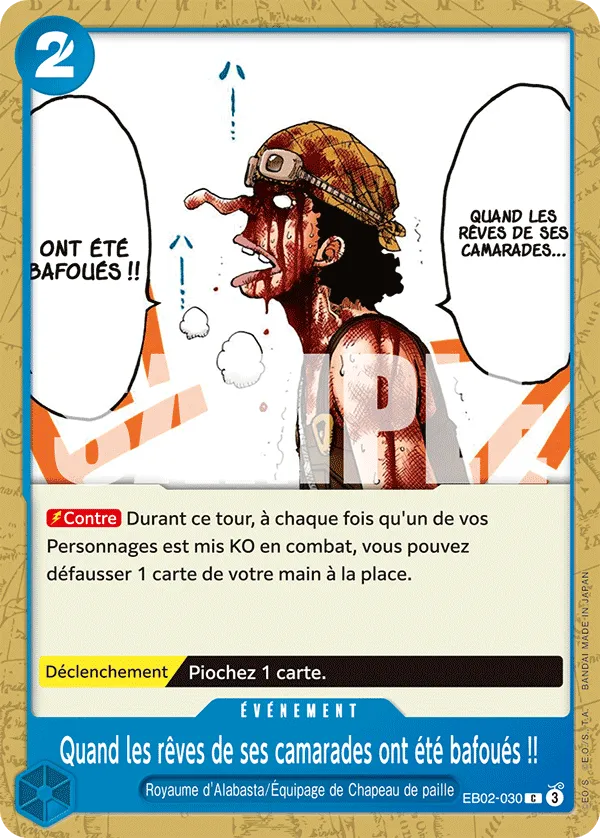 2
QUAND LES
RÊVES DE SES
CAMARADES...
ONT ÉTÉ
BAFOUÉS !!
ハ
ハ
SAMPLE
Contre Durant ce tour, à chaque fois qu'un de vos
Personnages est mis KO en combat, vous pouvez
défausser 1 carte de votre main à la place.
Déclenchement Piochez 1 carte.
ÉVÉNEMENT
Quand les rêves de ses camarades ont été bafoués !!
Royaume d'Alabasta/Équipage de Chapeau de paille
EB02-030 C 3
©E.O./S., T.A. BANDAI MADE IN JAPAN